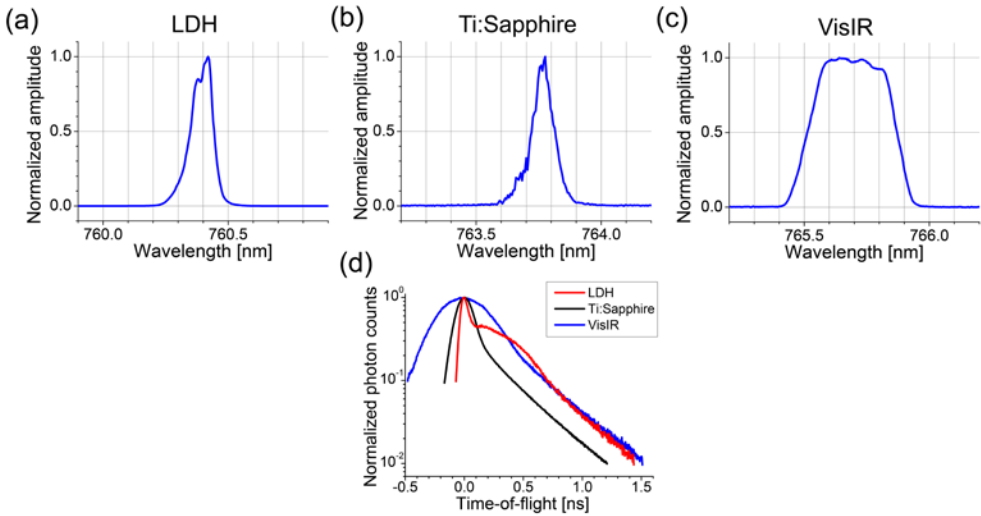 (a) LDH
(b) Ti:Sapphire
(c) VisIR
Normalized amplitude
1.0
0.5
0.0
760.0 760.5
Wavelength [nm]
Normalized amplitude
1.0
0.5
0.0
763.5 764.0
Wavelength [nm]
Normalized amplitude
1.0
0.5
0.0
765.5 766.0
Wavelength [nm]
(d)
Normalized photon counts
10⁰
10⁻¹
10⁻²
LDH
Ti:Sapphire
VisIR
-0.5 0.0 0.5 1.0 1.5
Time-of-flight [ns]